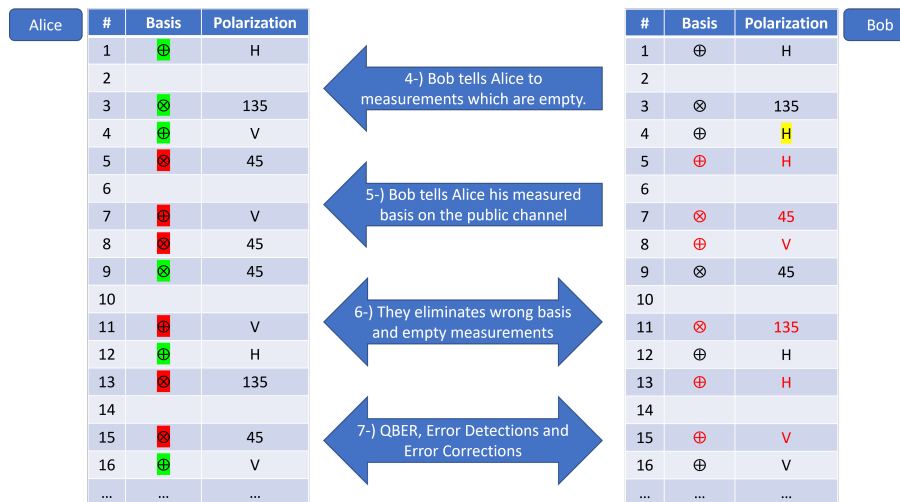 Alice
# Basis Polarization
1 ⊕ H
2
3 ⊗ 135
4 ⊕ V
5 ⊗ 45
6
7 ⊕ V
8 ⊗ 45
9 ⊗ 45
10
11 ⊕ V
12 ⊕ H
13 ⊗ 135
14
15 ⊗ 45
16 ⊕ V
... ... ...
4-) Bob tells Alice to
measurements which are empty.
5-) Bob tells Alice his measured
basis on the public channel
6-) They eliminates wrong basis
and empty measurements
7-) QBER, Error Detections and
Error Corrections
# Basis Polarization
1 ⊕ H
2
3 ⊗ 135
4 ⊕ H
5 ⊕ H
6
7 ⊗ 45
8 ⊕ V
9 ⊗ 45
10
11 ⊗ 135
12 ⊕ H
13 ⊕ H
14
15 ⊕ V
16 ⊕ V
... ... ...
Bob